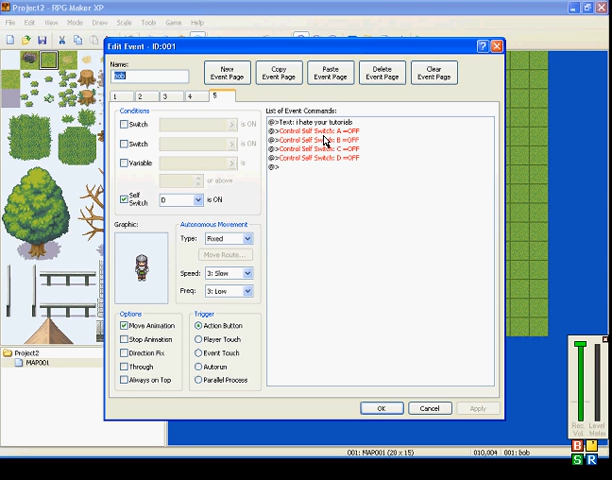 Project2 - RPG Maker XP
File Edit View Mode Draw Scale Tools Game Help
Edit Event - ID:001
Name:
bob
New Event Page
Copy Event Page
Paste Event Page
Delete Event Page
Clear Event Page
1 2 3 4 5
Conditions
Switch is ON
Switch is ON
Variable is
or above
Self Switch D is ON
Graphic:
Autonomous Movement
Type: Fixed
Move Route...
Speed: 3: Slow
Freq: 3: Low
Options
Move Animation
Stop Animation
Direction Fix
Through
Always on Top
Trigger
Action Button
Player Touch
Event Touch
Autorun
Parallel Process
List of Event Commands:
@>Text: i hate your tutorials
@>Control Self Switch: A =OFF
@>Control Self Switch: B =OFF
@>Control Self Switch: C =OFF
@>Control Self Switch: D =OFF
@>
OK Cancel Apply
Project2
MAP001
Rec. Vol
Level Meter
B
S R
001: MAP001 (20 x 15) 010,004 001: bob